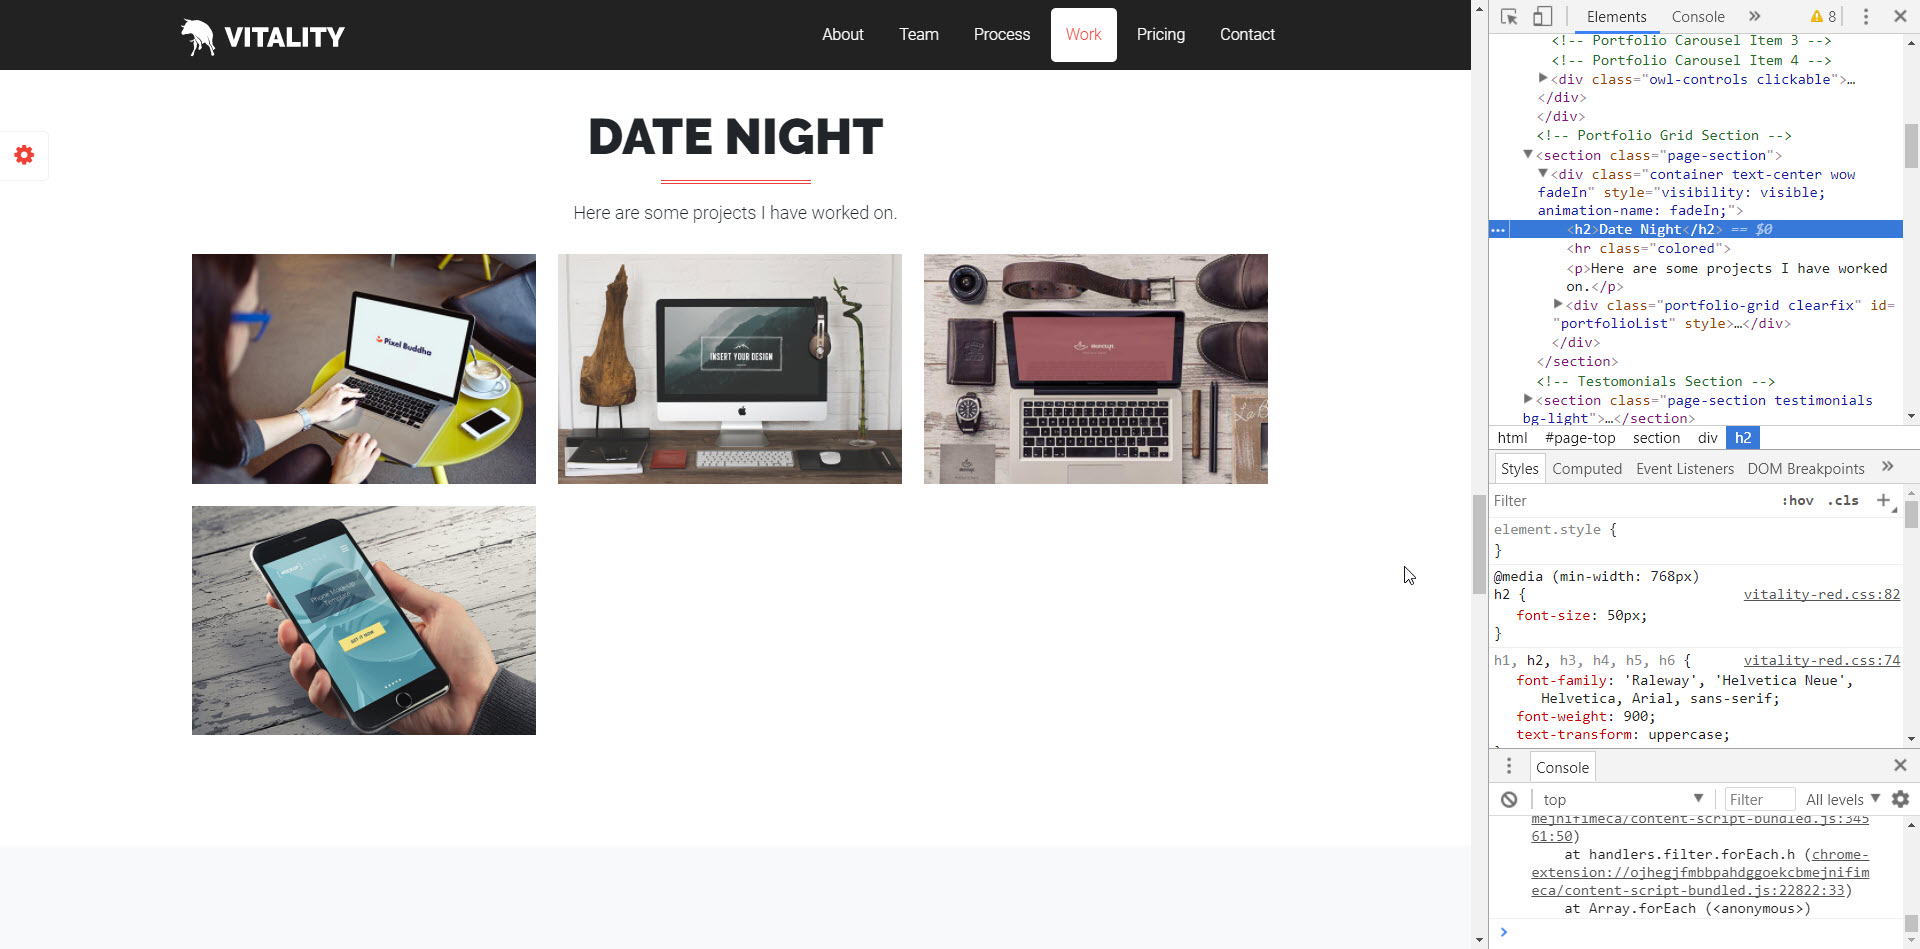 VITALITY
About Team Process Work Pricing Contact
DATE NIGHT
Here are some projects I have worked on.
Pixel Buddha
INSERT YOUR DESIGN
GET IT NOW
Elements Console » 8
<!-- Portfolio Carousel Item 3 -->
<!-- Portfolio Carousel Item 4 -->
<div class="owl-controls clickable">…
</div>
</div>
<!-- Portfolio Grid Section -->
<section class="page-section">
<div class="container text-center wow
fadeIn" style="visibility: visible;
animation-name: fadeIn;">
<h2>Date Night</h2> == $0
<hr class="colored">
<p>Here are some projects I have worked
on.</p>
<div class="portfolio-grid clearfix" id=
"portfolioList" style>…</div>
</div>
</section>
<!-- Testomonials Section -->
<section class="page-section testimonials
bg-light">…</section>
html #page-top section div h2
Styles Computed Event Listeners DOM Breakpoints »
Filter :hov .cls +
element.style {
}
@media (min-width: 768px)
h2 { vitality-red.css:82
font-size: 50px;
}
h1, h2, h3, h4, h5, h6 { vitality-red.css:74
font-family: 'Raleway', 'Helvetica Neue',
Helvetica, Arial, sans-serif;
font-weight: 900;
text-transform: uppercase;
Console
top Filter All levels
mejnifimeca/content-script-bundled.js:345
61:50)
at handlers.filter.forEach.h (chrome-
extension://ojhegjfmbbpahdggoekcbmejnifim
eca/content-script-bundled.js:22822:33)
at Array.forEach (<anonymous>)
>